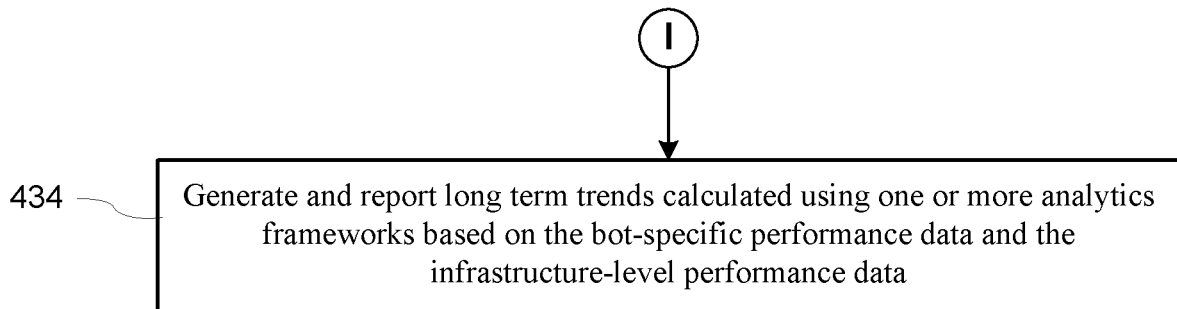 I
434
Generate and report long term trends calculated using one or more analytics
frameworks based on the bot-specific performance data and the
infrastructure-level performance data